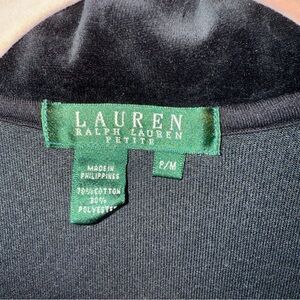 LAUREN
RALPH LAUREN
PETITE
P/M
MADE IN
PHILIPPINES
70% COTTON
30%
POLYESTER